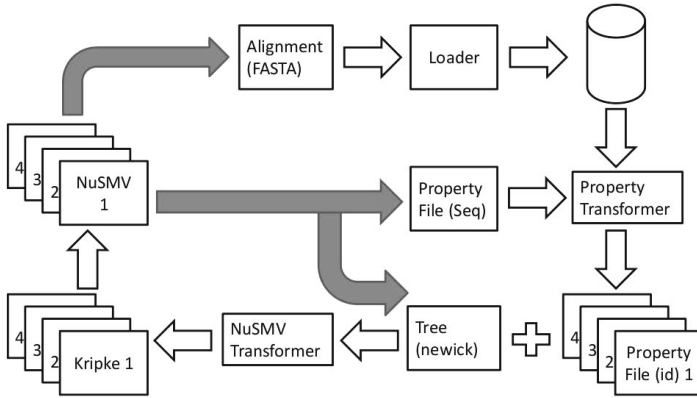 Alignment
(FASTA)
Loader
4
3
2
NuSMV
1
Property
File (Seq)
Property
Transformer
4
3
2
Kripke 1
NuSMV
Transformer
Tree
(newick)
4
3
2
Property
File (id) 1